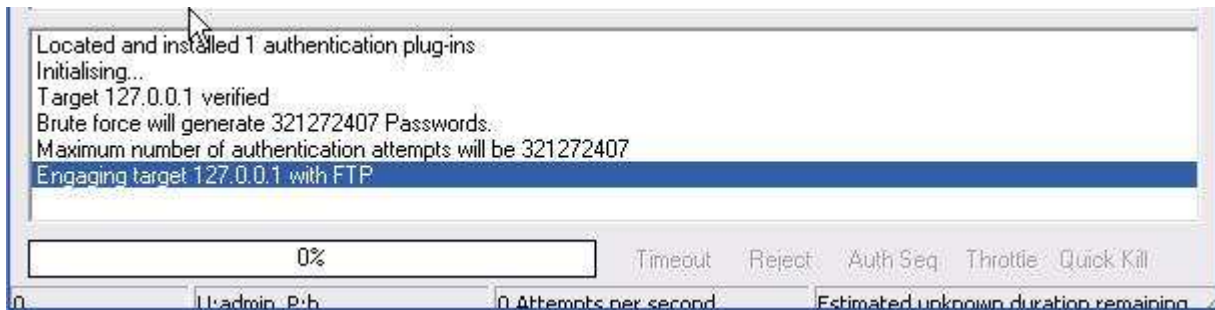 Located and installed 1 authentication plug-ins
Initialising...
Target 127.0.0.1 verified
Brute force will generate 321272407 Passwords.
Maximum number of authentication attempts will be 321272407
Engaging target 127.0.0.1 with FTP
0% Timeout Reject Auth Seq Throttle Quick Kill
0 U:admin P:b 0 Attempts per second Estimated unknown duration remaining